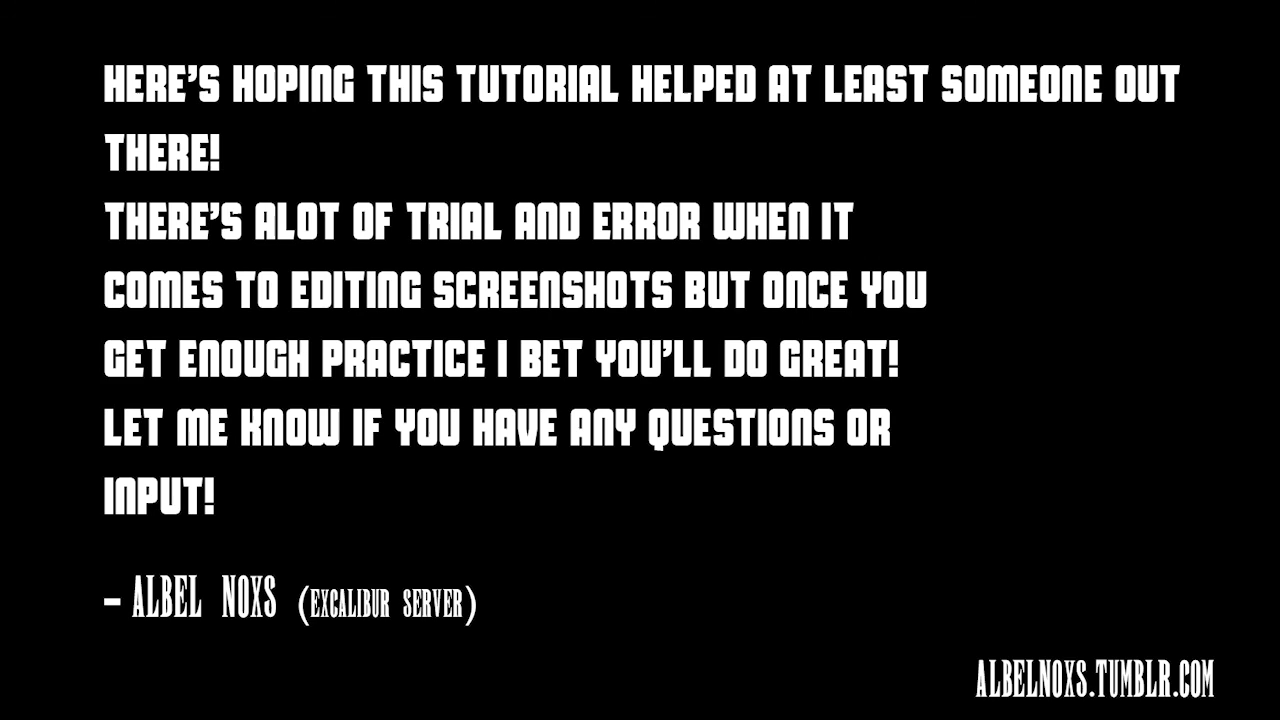 HERE'S HOPING THIS TUTORIAL HELPED AT LEAST SOMEONE OUT
THERE!
THERE'S ALOT OF TRIAL AND ERROR WHEN IT
COMES TO EDITING SCREENSHOTS BUT ONCE YOU
GET ENOUGH PRACTICE I BET YOU'LL DO GREAT!
LET ME KNOW IF YOU HAVE ANY QUESTIONS OR
INPUT!
- ALBEL NOXS (EXCALIBUR SERVER)
ALBELNOXS.TUMBLR.COM